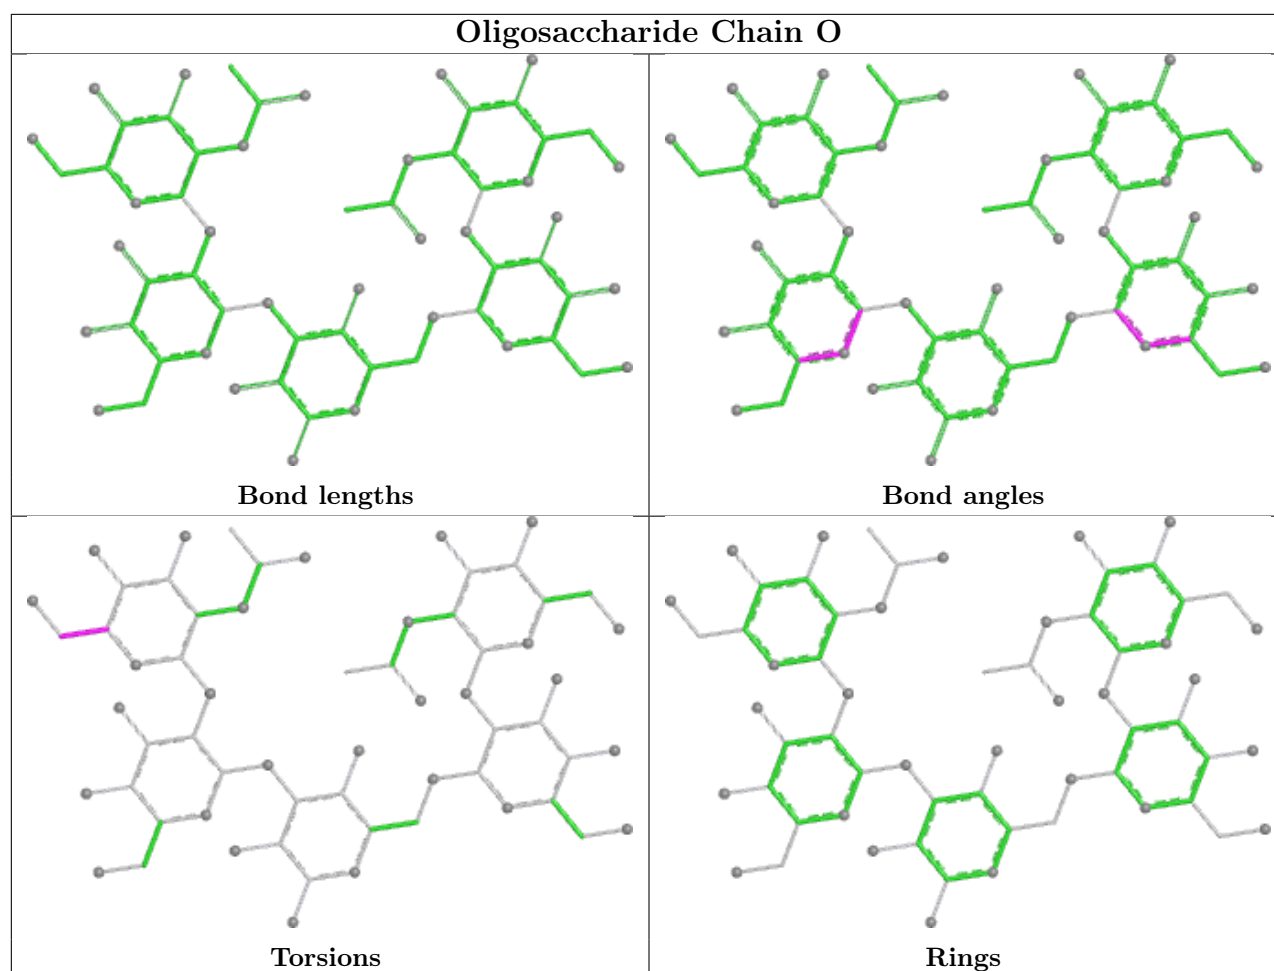 Oligosaccharide Chain O
Bond lengths
Bond angles
Torsions
Rings